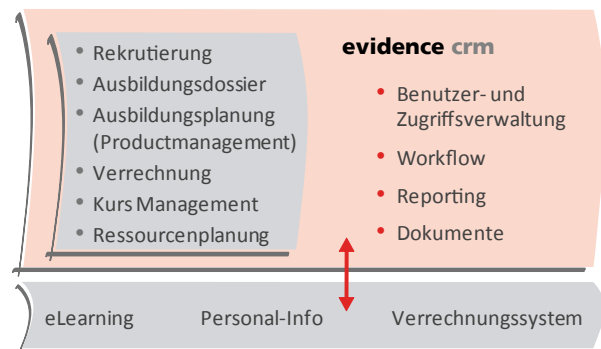 Rekrutierung
Ausbildungsdossier
Ausbildungsplanung
(Productmanagement)
Verrechnung
Kurs Management
Ressourcenplanung
evidence crm
Benutzer- und
Zugriffsverwaltung
Workflow
Reporting
Dokumente
eLearning Personal-Info Verrechnungssystem